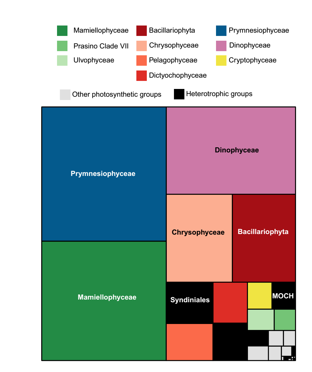 Mamiellophyceae Bacillariophyta Prymnesiophyceae
Prasino Clade VII Chrysophyceae Dinophyceae
Ulvophyceae Pelagophyceae Cryptophyceae
Dictyochophyceae
Other photosynthetic groups Heterotrophic groups
Dinophyceae
Prymnesiophyceae
Chrysophyceae Bacillariophyta
Mamiellophyceae Syndiniales MOCH